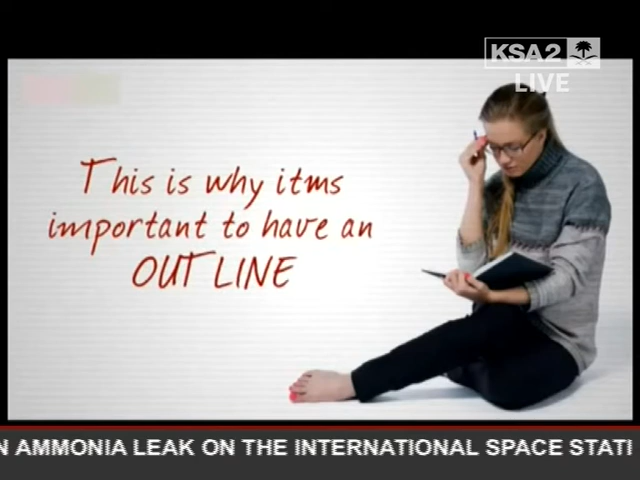 KSA2
LIVE
This is why itms
important to have an
OUTLINE
N AMMONIA LEAK ON THE INTERNATIONAL SPACE STATI